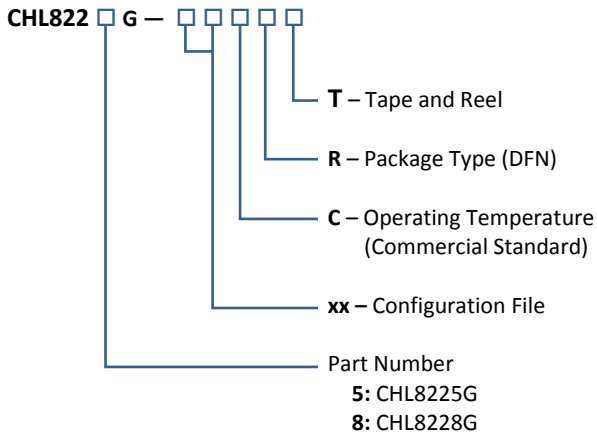 CHL822 G —
T – Tape and Reel
R – Package Type (DFN)
C – Operating Temperature
(Commercial Standard)
xx – Configuration File
Part Number
5: CHL8225G
8: CHL8228G